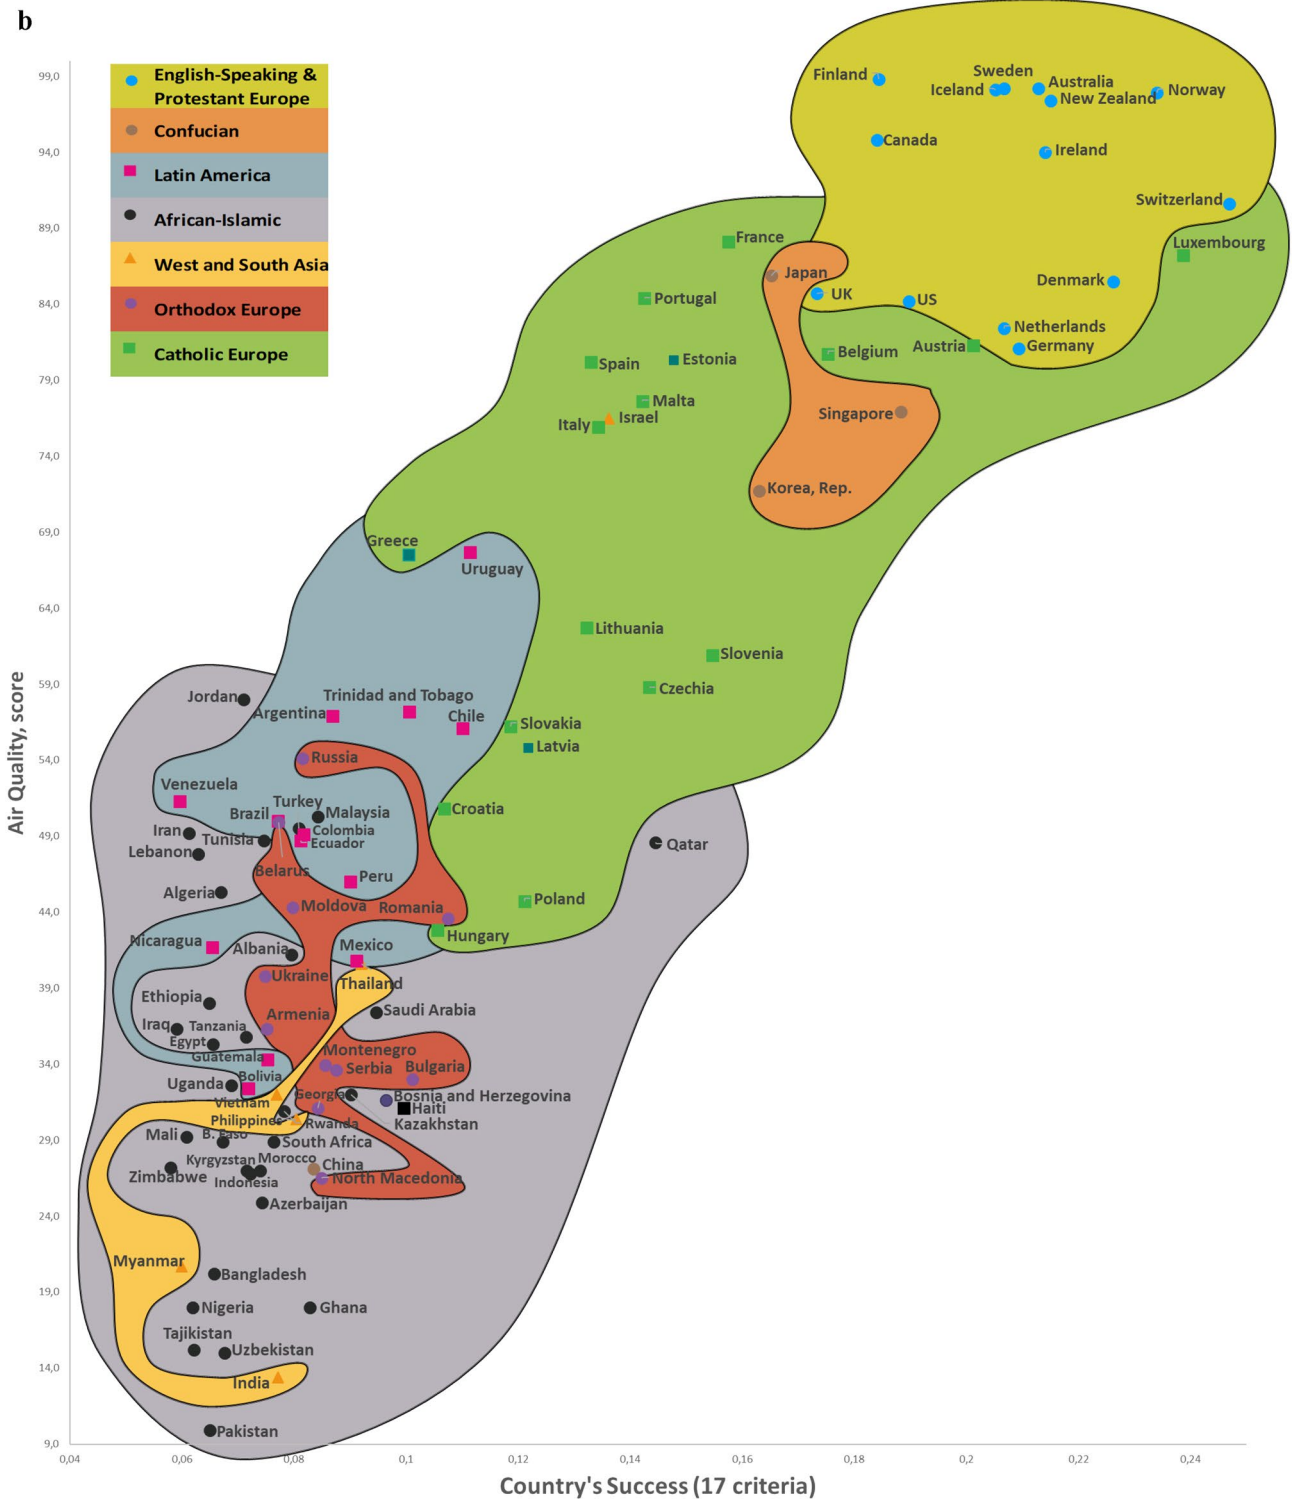 b
99,0
94,0
89,0
84,0
79,0
74,0
69,0
64,0
59,0
54,0
49,0
44,0
39,0
34,0
29,0
24,0
19,0
14,0
9,0
Air Quality, score
English-Speaking &
Protestant Europe
Confucian
Latin America
African-Islamic
West and South Asia
Orthodox Europe
Catholic Europe
Finland
Sweden
Iceland
Australia
New Zealand
Norway
Canada
Ireland
Switzerland
Luxembourg
France
Japan
Denmark
UK
US
Portugal
Netherlands
Germany
Austria
Belgium
Estonia
Spain
Malta
Israel
Italy
Singapore
Korea, Rep.
Greece
Uruguay
Lithuania
Slovenia
Czechia
Jordan
Trinidad and Tobago
Argentina
Chile
Slovakia
Latvia
Russia
Venezuela
Turkey
Brazil
Malaysia
Croatia
Iran
Colombia
Tunisia
Ecuador
Lebanon
Qatar
Belarus
Peru
Algeria
Poland
Moldova
Romania
Hungary
Nicaragua
Albania
Mexico
Ukraine
Thailand
Ethiopia
Saudi Arabia
Armenia
Iraq
Tanzania
Egypt
Guatemala
Montenegro
Serbia
Bulgaria
Bolivia
Uganda
Georgia
Bosnia and Herzegovina
Vietnam
Haiti
Philippines
Rwanda
Kazakhstan
Mali
B. Faso
South Africa
Kyrgyzstan
Morocco
China
Zimbabwe
Indonesia
North Macedonia
Azerbaijan
Myanmar
Bangladesh
Nigeria
Ghana
Tajikistan
Uzbekistan
India
Pakistan
0,04
0,06
0,08
0,1
0,12
0,14
0,16
0,18
0,2
0,22
0,24
Country's Success (17 criteria)